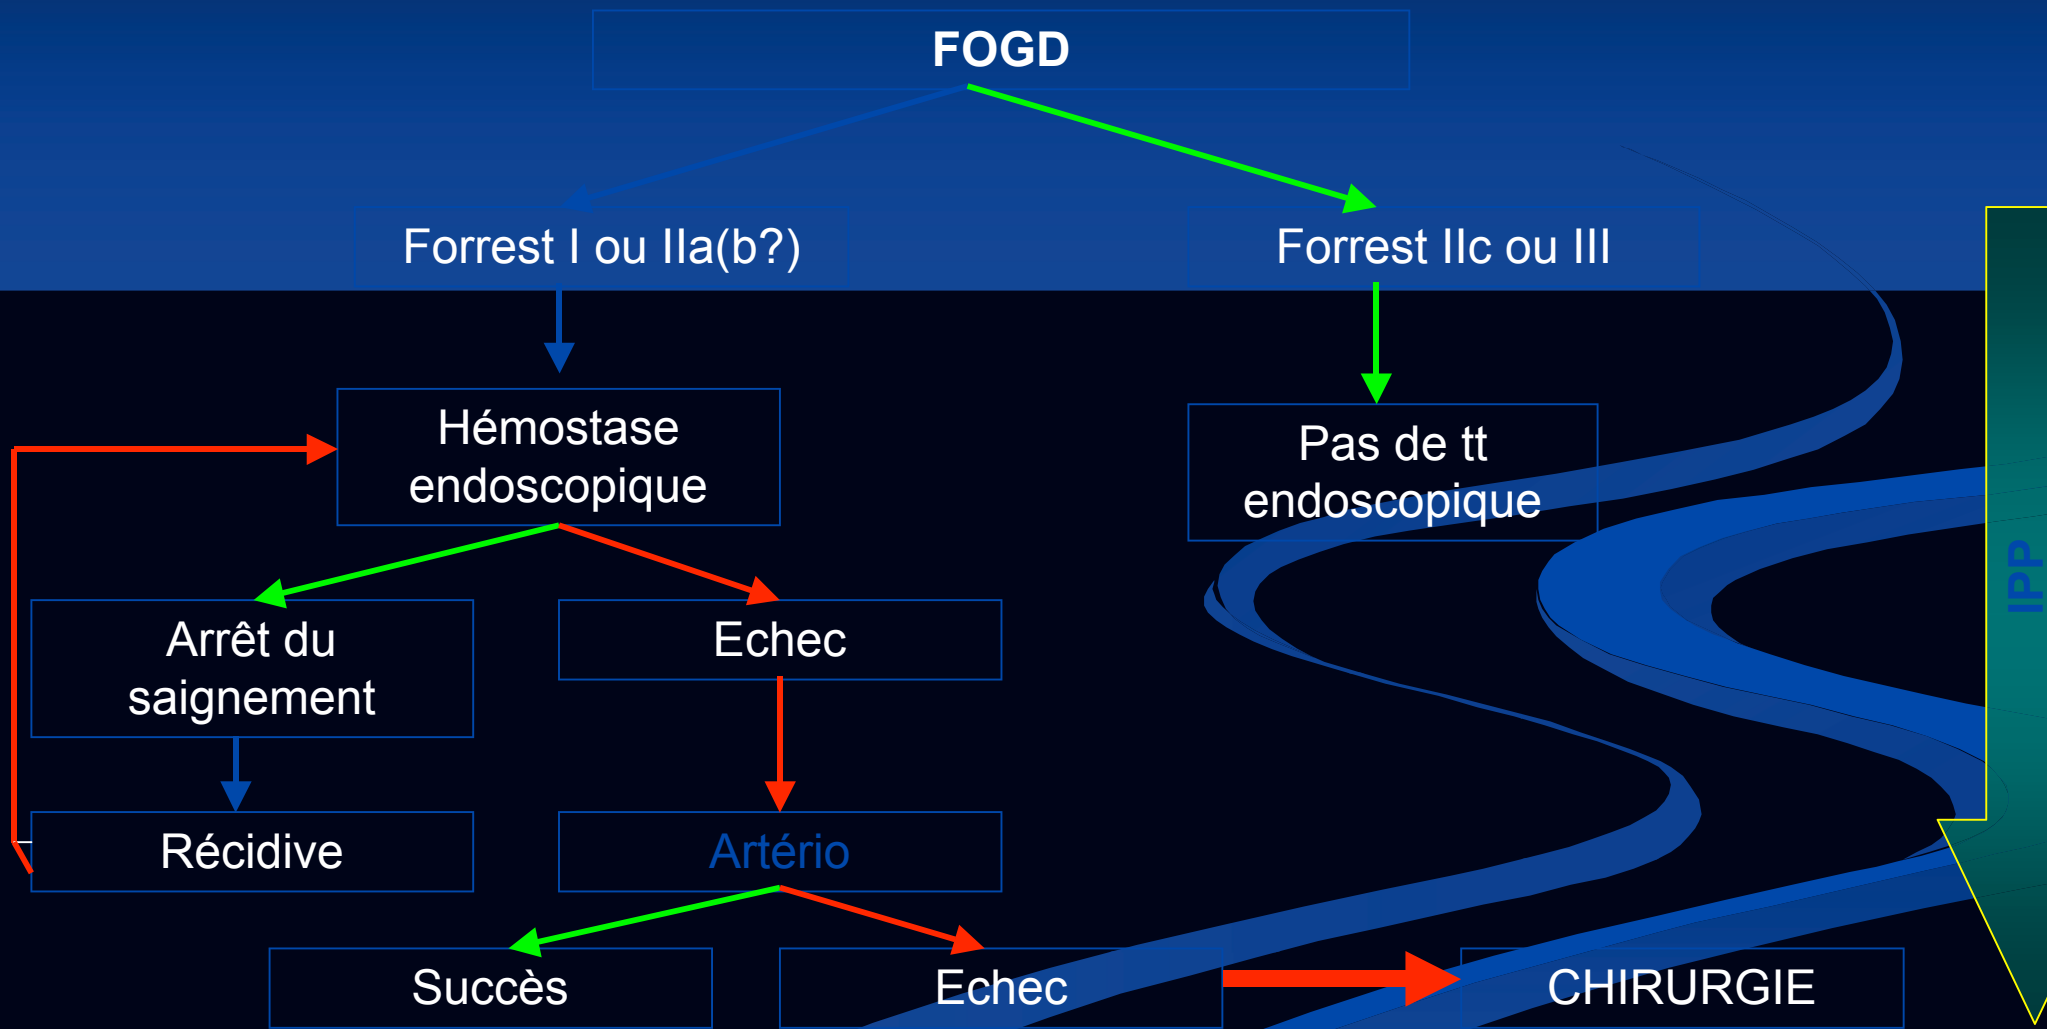 FOGD
Forrest I ou IIa(b?)
Forrest IIc ou III
Hémostase
endoscopique
Pas de tt
endoscopique
IPP
Arrêt du
saignement
Echec
Récidive
Artério
Succès
Echec
CHIRURGIE